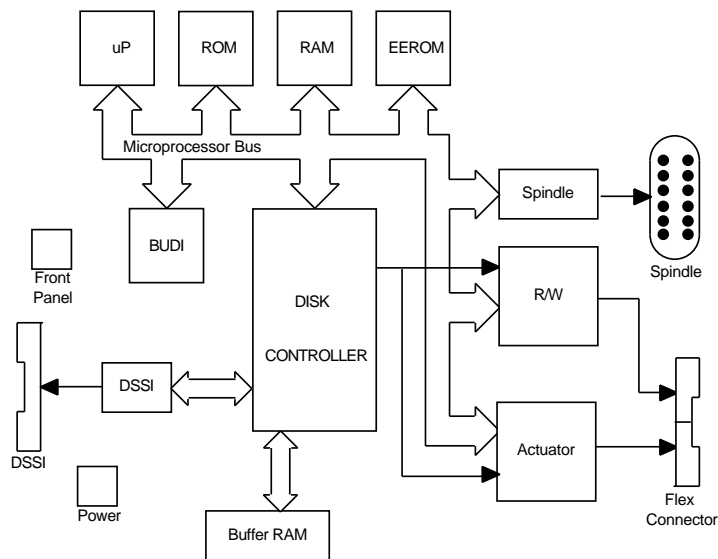 uP
ROM
RAM
EEROM
Microprocessor Bus
Spindle
Spindle
BUDI
Front
Panel
DISK
CONTROLLER
R/W
DSSI
DSSI
Actuator
Power
Buffer RAM
Flex
Connector